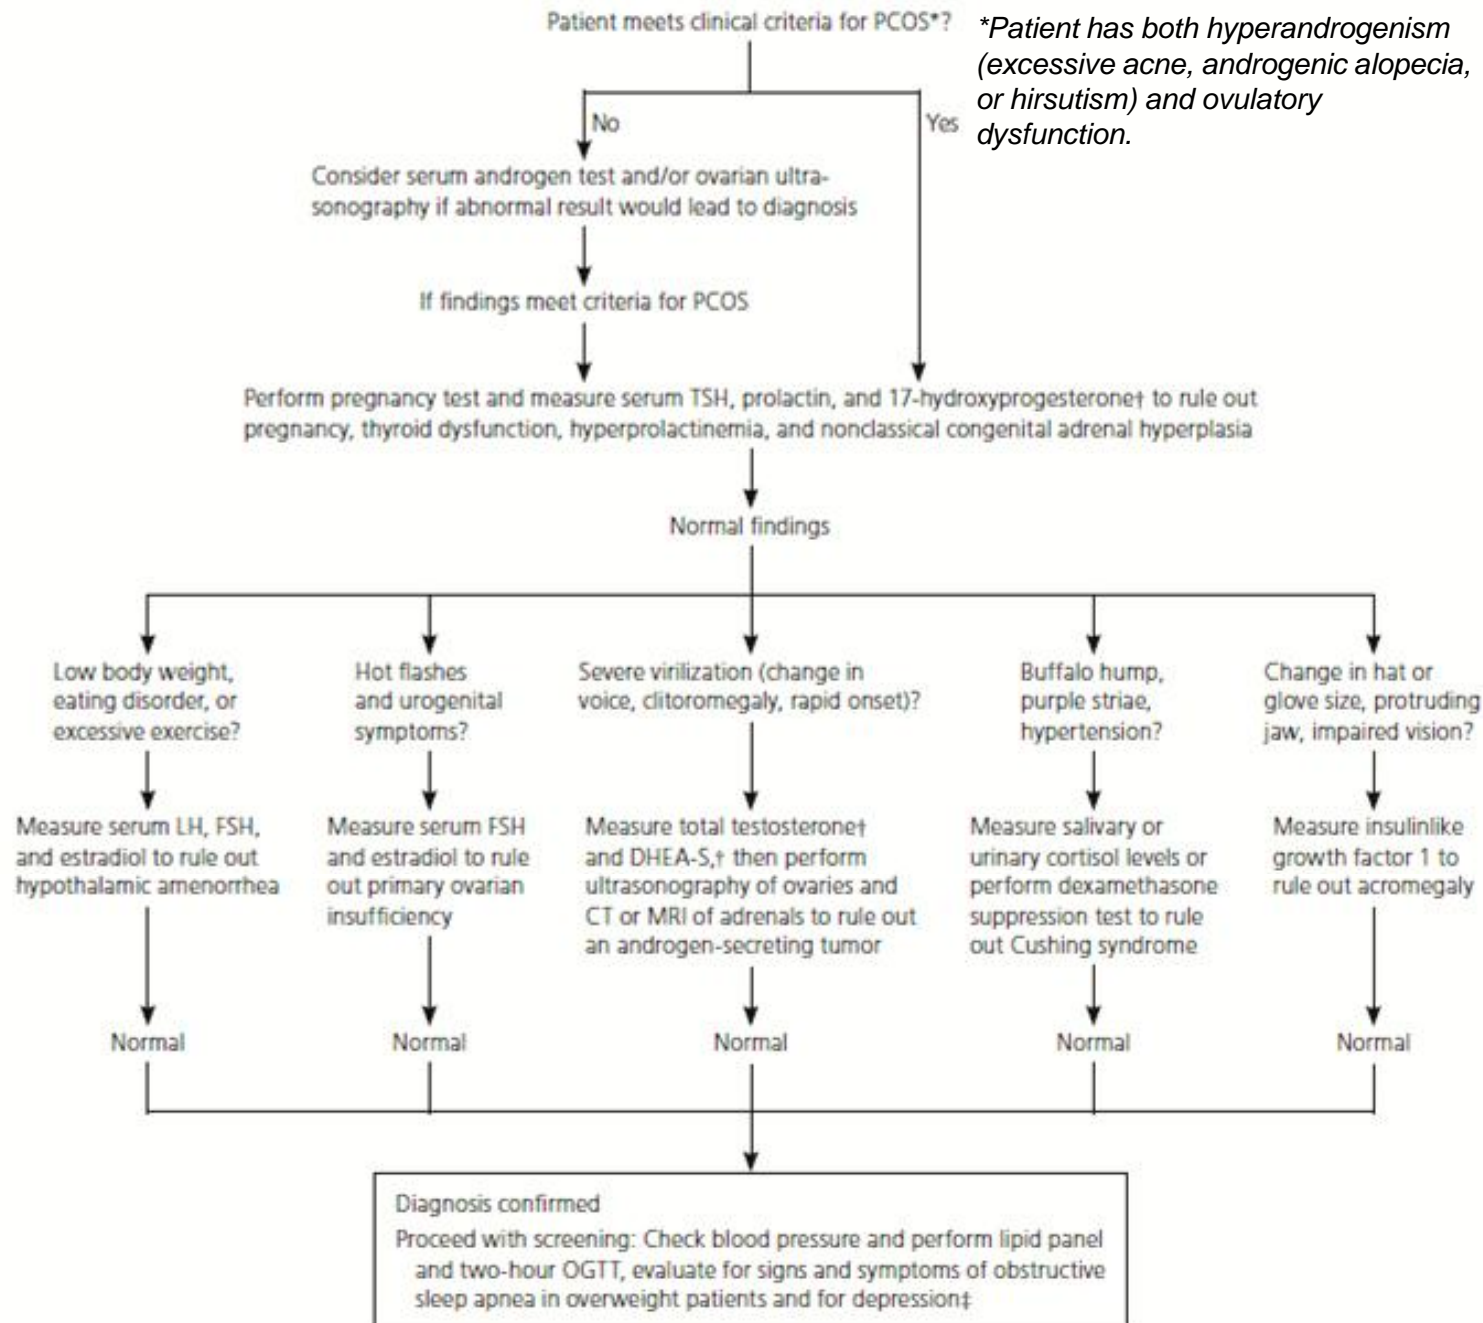 Patient meets clinical criteria for PCOS*?
*Patient has both hyperandrogenism
(excessive acne, androgenic alopecia,
or hirsutism) and ovulatory
dysfunction.
No
Yes
Consider serum androgen test and/or ovarian ultra-
sonography if abnormal result would lead to diagnosis
If findings meet criteria for PCOS
Perform pregnancy test and measure serum TSH, prolactin, and 17-hydroxyprogesterone† to rule out
pregnancy, thyroid dysfunction, hyperprolactinemia, and nonclassical congenital adrenal hyperplasia
Normal findings
Low body weight,
eating disorder, or
excessive exercise?
Hot flashes
and urogenital
symptoms?
Severe virilization (change in
voice, clitoromegaly, rapid onset)?
Buffalo hump,
purple striae,
hypertension?
Change in hat or
glove size, protruding
jaw, impaired vision?
Measure serum LH, FSH,
and estradiol to rule out
hypothalamic amenorrhea
Measure serum FSH
and estradiol to rule
out primary ovarian
insufficiency
Measure total testosterone†
and DHEA-S,† then perform
ultrasonography of ovaries and
CT or MRI of adrenals to rule out
an androgen-secreting tumor
Measure salivary or
urinary cortisol levels or
perform dexamethasone
suppression test to rule
out Cushing syndrome
Measure insulinlike
growth factor 1 to
rule out acromegaly
Normal
Normal
Normal
Normal
Normal
Diagnosis confirmed
Proceed with screening: Check blood pressure and perform lipid panel
and two-hour OGTT, evaluate for signs and symptoms of obstructive
sleep apnea in overweight patients and for depression‡